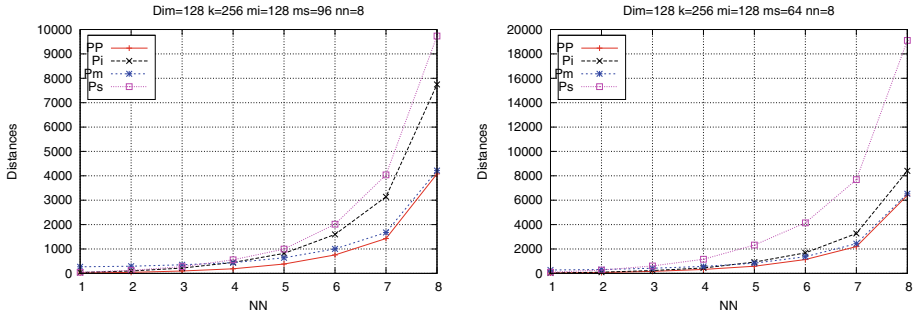 Dim=128 k=256 mi=128 ms=96 nn=8
10000
9000
8000
7000
6000
5000
4000
3000
2000
1000
0
Distances
PP
Pi
Pm
Ps
1 2 3 4 5 6 7 8
NN
Dim=128 k=256 mi=128 ms=64 nn=8
20000
18000
16000
14000
12000
10000
8000
6000
4000
2000
0
Distances
PP
Pi
Pm
Ps
1 2 3 4 5 6 7 8
NN